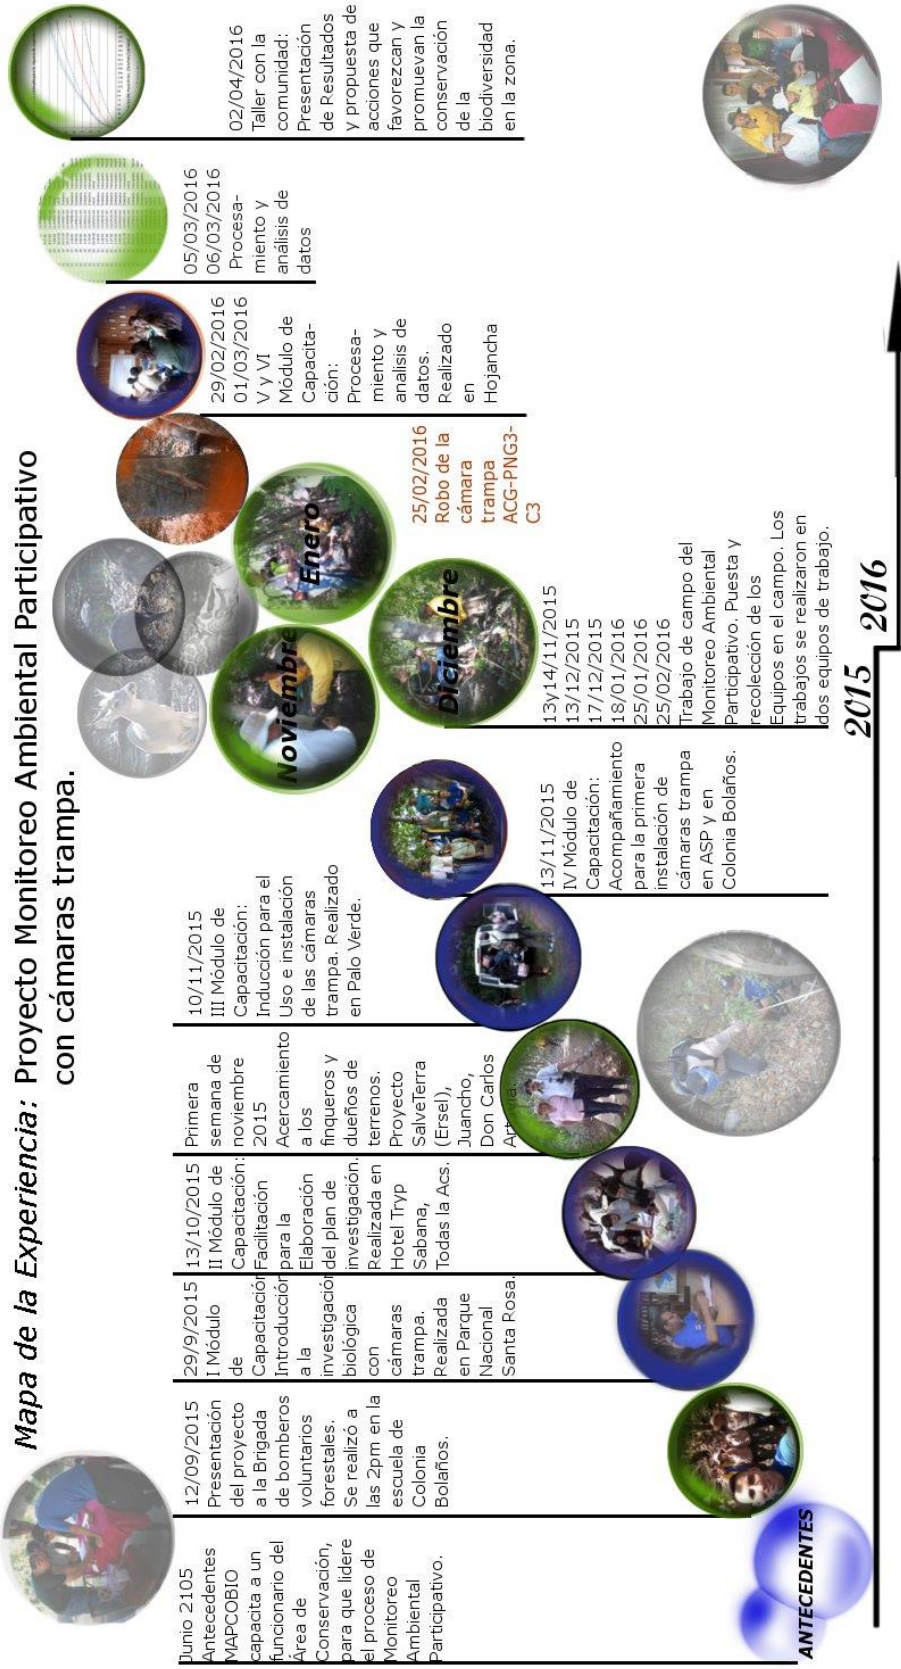 Mapa de la Experiencia: Proyecto Monitoreo Ambiental Participativo
con cámaras trampa.
Junio 2105
Antecedentes
MAPCOBIO
capacita a un
funcionario del
Área de
Conservación,
para que lidere
el proceso de
Monitoreo
Ambiental
Participativo.
ANTECEDENTES
12/09/2015
Presentación
del proyecto
a la Brigada
de bomberos
voluntarios
forestales.
Se realizó a
las 2pm en la
escuela de
Colonia
Bolaños.
29/9/2015
I Módulo
de
Capacitación
Introducción
a la
investigación
biológica
con
cámaras
trampa.
Realizada
en Parque
Nacional
Santa Rosa.
13/10/2015
II Módulo de
Capacitación:
Facilitación
para la
Elaboración
del plan de
investigación.
Realizada en
Hotel Tryp
Sabana,
Todas la Acs.
Primera
semana de
noviembre
2015
Acercamiento
a los
finqueros y
dueños de
terrenos.
Proyecto
SalveTerra
(Ersel),
Juancho,
Don Carlos
10/11/2015
III Módulo de
Capacitación:
Inducción para el
Uso e instalación
de las cámaras
trampa. Realizado
en Palo Verde.
13/11/2015
IV Módulo de
Capacitación:
Acompañamiento
para la primera
instalación de
cámaras trampa
en ASP y en
Colonia Bolaños.
Noviembre
Diciembre
Enero
13y14/11/2015
13/12/2015
17/12/2015
18/01/2016
25/01/2016
25/02/2016
Trabajo de campo del
Monitoreo Ambiental
Participativo. Puesta y
recolección de los
Equipos en el campo. Los
trabajos se realizaron en
dos equipos de trabajo.
25/02/2016
Robo de la
cámara
trampa
ACG-PNG3-
C3
29/02/2016
01/03/2016
V y VI
Módulo de
Capacita-
ción:
Procesa-
miento y
analisis de
datos.
Realizado
en
Hojancha
05/03/2016
06/03/2016
Procesa-
miento y
análisis de
datos
02/04/2016
Taller con la
comunidad:
Presentación
de Resultados
y propuesta de
acciones que
favorezcan y
promuevan la
conservación
de la
biodiversidad
en la zona.
2015
2016